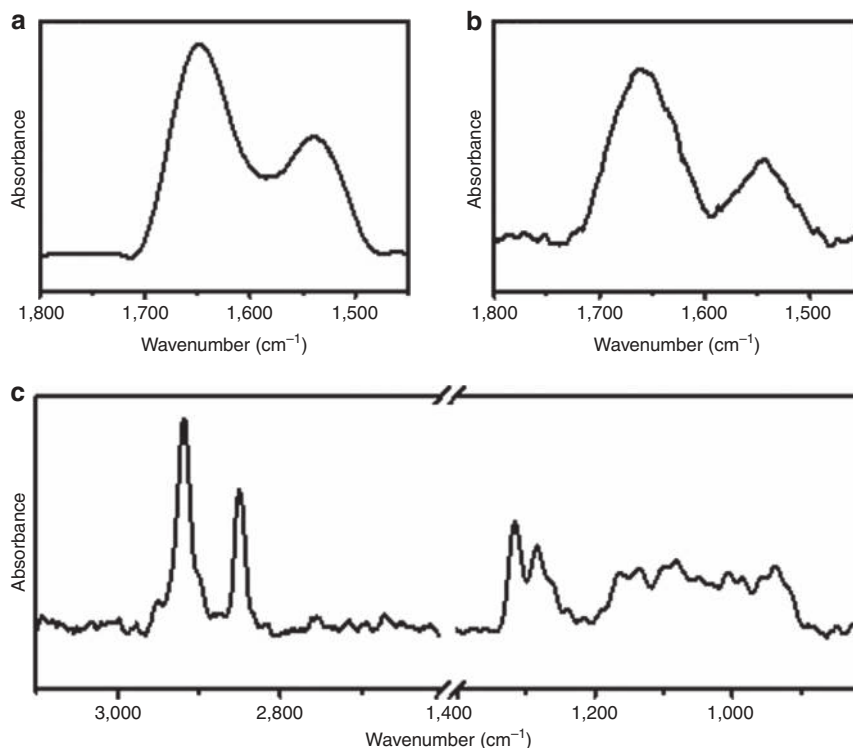 a
Absorbance
1,800 1,700 1,600 1,500
Wavenumber (cm⁻¹)
b
Absorbance
1,800 1,700 1,600 1,500
Wavenumber (cm⁻¹)
c
Absorbance
3,000 2,800 1,400 1,200 1,000
Wavenumber (cm⁻¹)